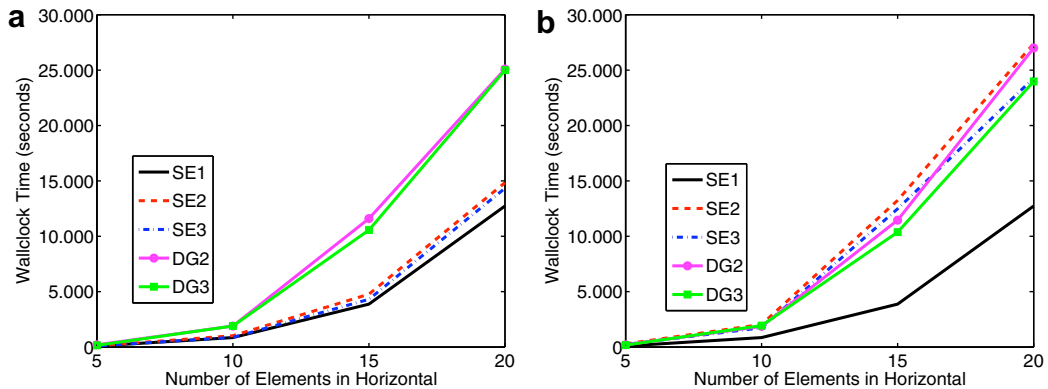 a
30.000
25.000
20.000
15.000
10.000
5.000
0
Wallclock Time (seconds)
SE1
SE2
SE3
DG2
DG3
5
10
15
20
Number of Elements in Horizontal
b
30.000
25.000
20.000
15.000
10.000
5.000
0
Wallclock Time (seconds)
SE1
SE2
SE3
DG2
DG3
5
10
15
20
Number of Elements in Horizontal